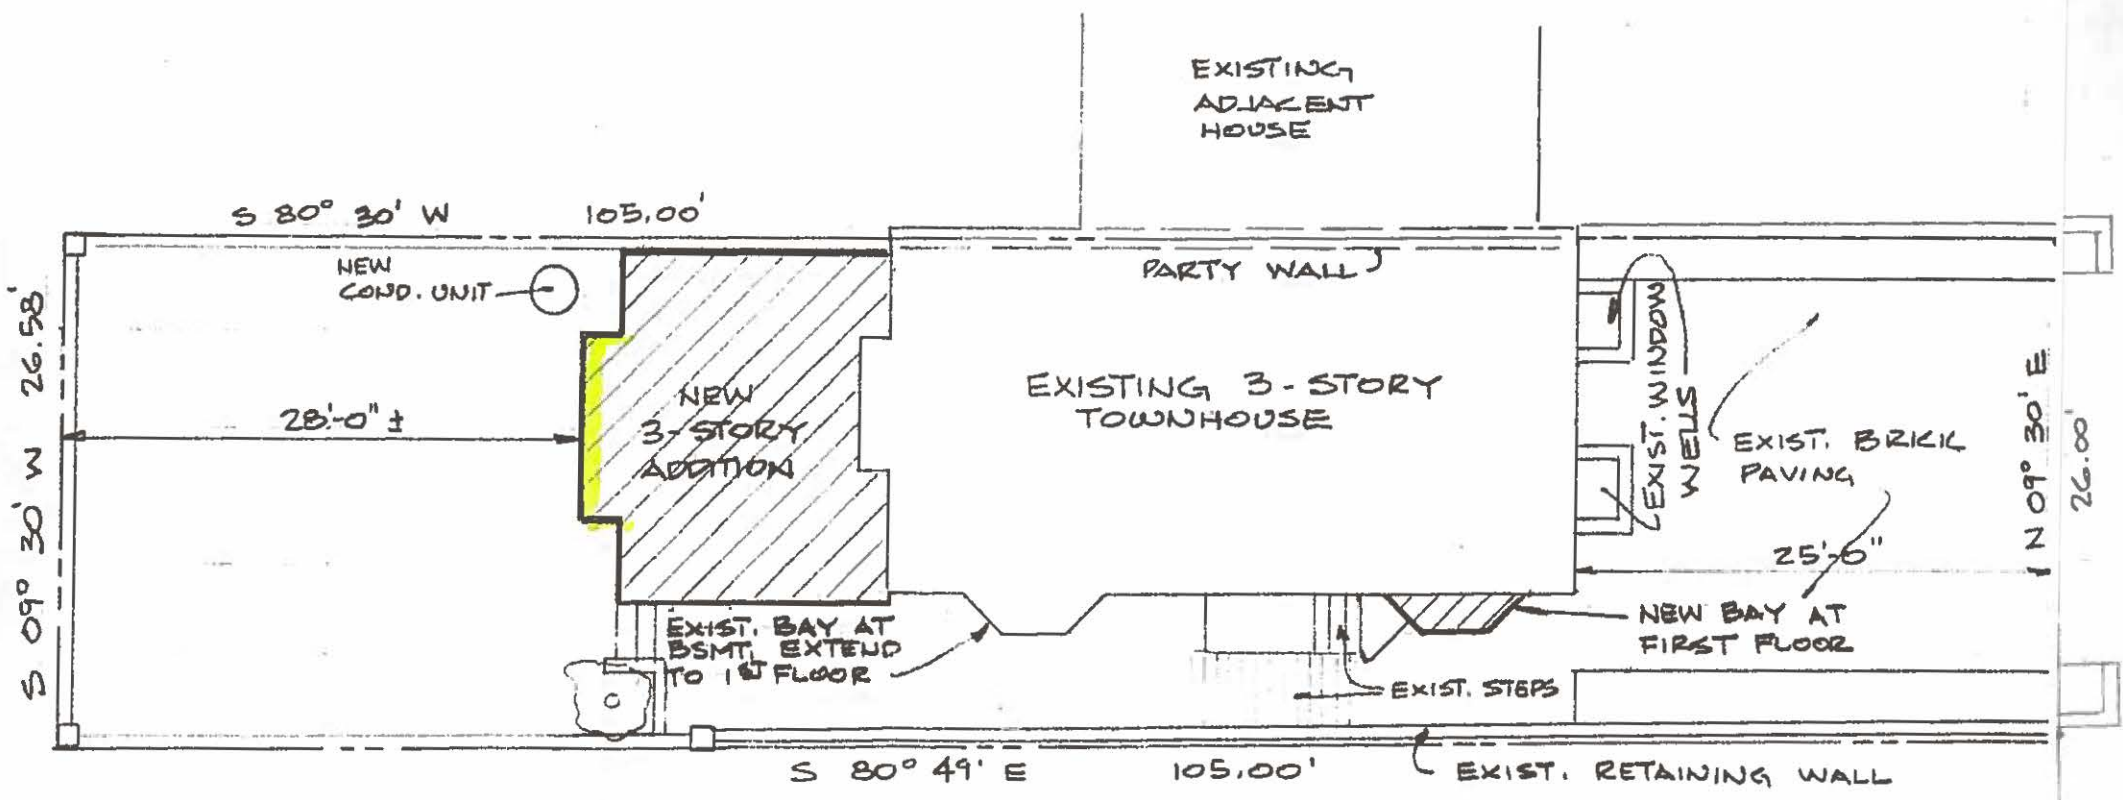 EXISTING
ADJACENT
HOUSE
S 80° 30' W 105.00'
NEW
COND. UNIT
PARTY WALL
S 09° 30' W 26.58'
28'-0" ±
NEW
3-STORY
ADDITION
EXISTING 3-STORY
TOWNHOUSE
EXIST. WINDOW
WELLS
EXIST. BRICK
PAVING
N 09° 30' E
26.00'
25'-0"
NEW BAY AT
FIRST FLOOR
EXIST. BAY AT
BSMT. EXTEND
TO 1ST FLOOR
EXIST. STEPS
S 80° 49' E 105.00'
EXIST. RETAINING WALL